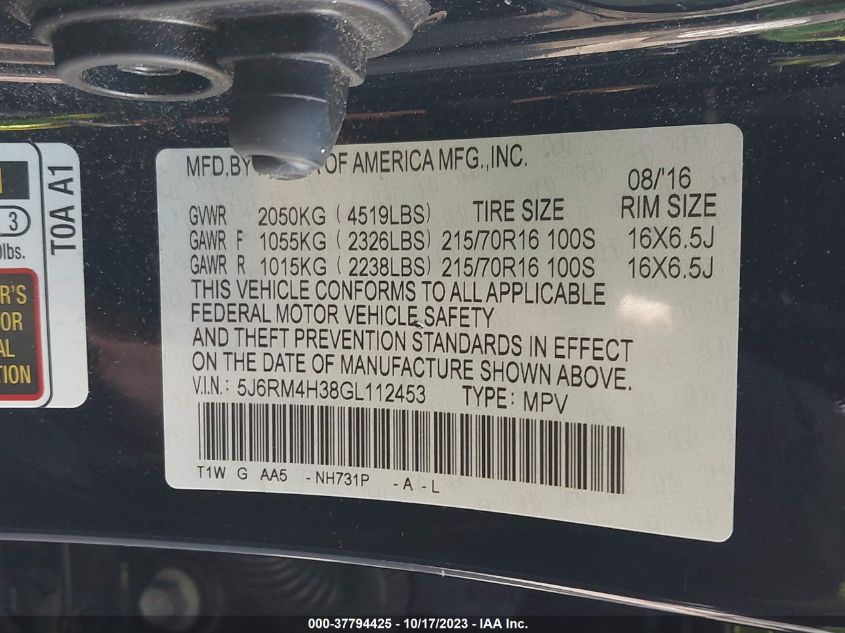 MFD.BY OF AMERICA MFG.,INC.
08/'16
GVWR 2050KG ( 4519LBS) TIRE SIZE RIM SIZE
GAWR F 1055KG ( 2326LBS) 215/70R16 100S 16X6.5J
GAWR R 1015KG ( 2238LBS) 215/70R16 100S 16X6.5J
THIS VEHICLE CONFORMS TO ALL APPLICABLE
FEDERAL MOTOR VEHICLE SAFETY
AND THEFT PREVENTION STANDARDS IN EFFECT
ON THE DATE OF MANUFACTURE SHOWN ABOVE.
V.I.N.: 5J6RM4H38GL112453 TYPE: MPV
T1W G AA5 -NH731P -A -L
T0A A1
3
lbs.
000-37794425 - 10/17/2023 - IAA Inc.